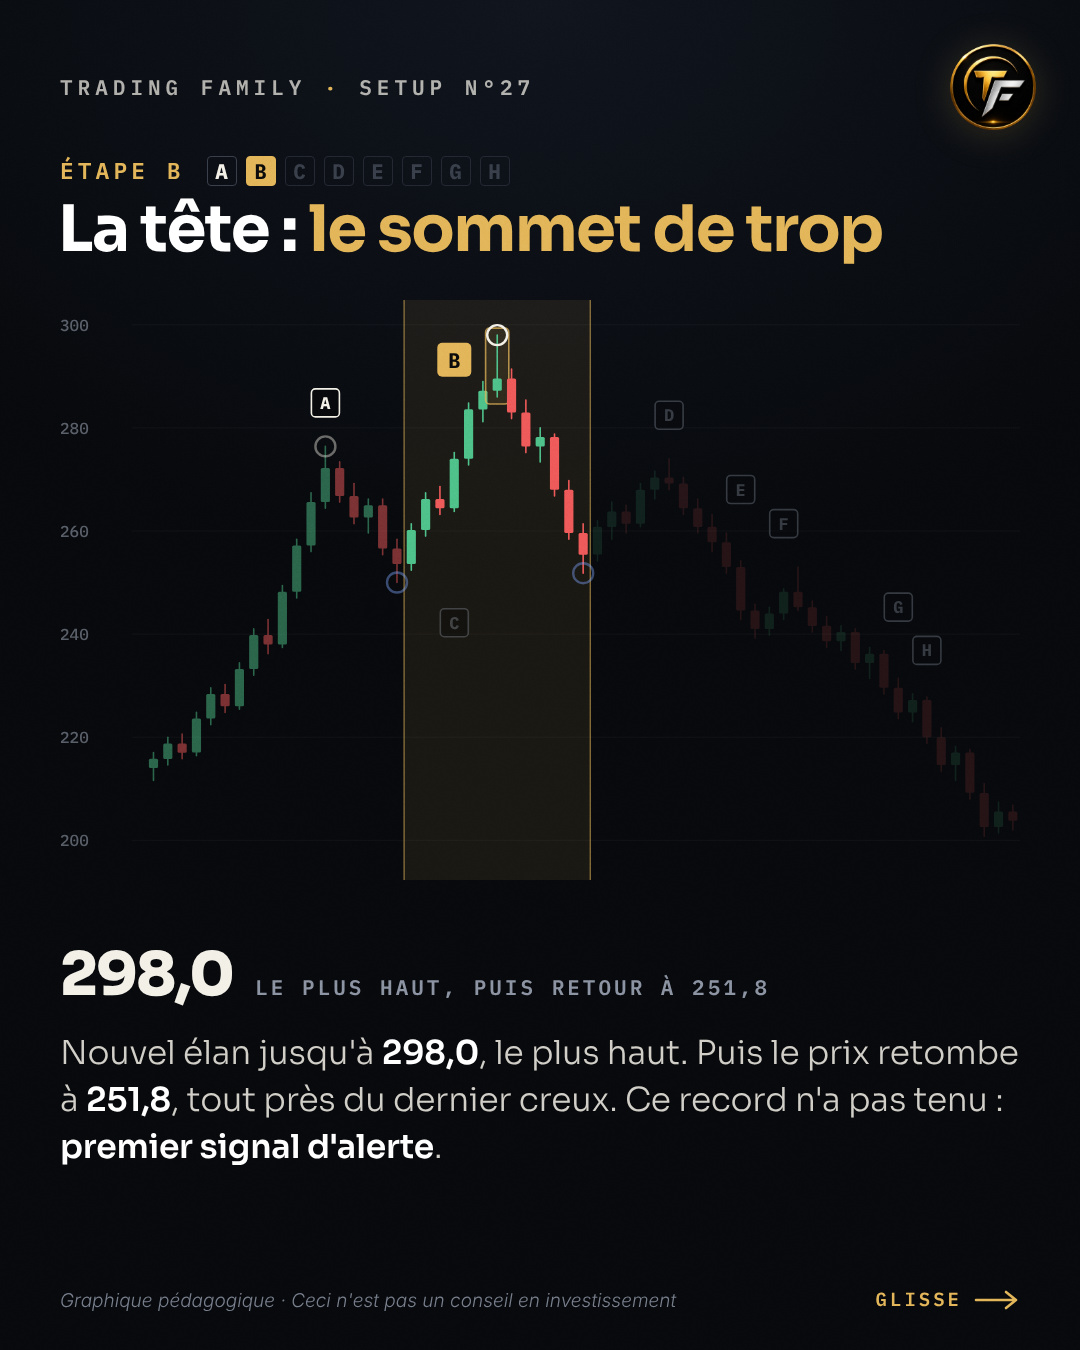 TRADING FAMILY · SETUP N°27
TF
ÉTAPE B A B C D E F G H
La tête : le sommet de trop
300
280
260
240
220
200
A
B
C
D
E
F
G
H
298,0 LE PLUS HAUT, PUIS RETOUR À 251,8
Nouvel élan jusqu'à 298,0, le plus haut. Puis le prix retombe
à 251,8, tout près du dernier creux. Ce record n'a pas tenu :
premier signal d'alerte.
Graphique pédagogique · Ceci n'est pas un conseil en investissement
GLISSE